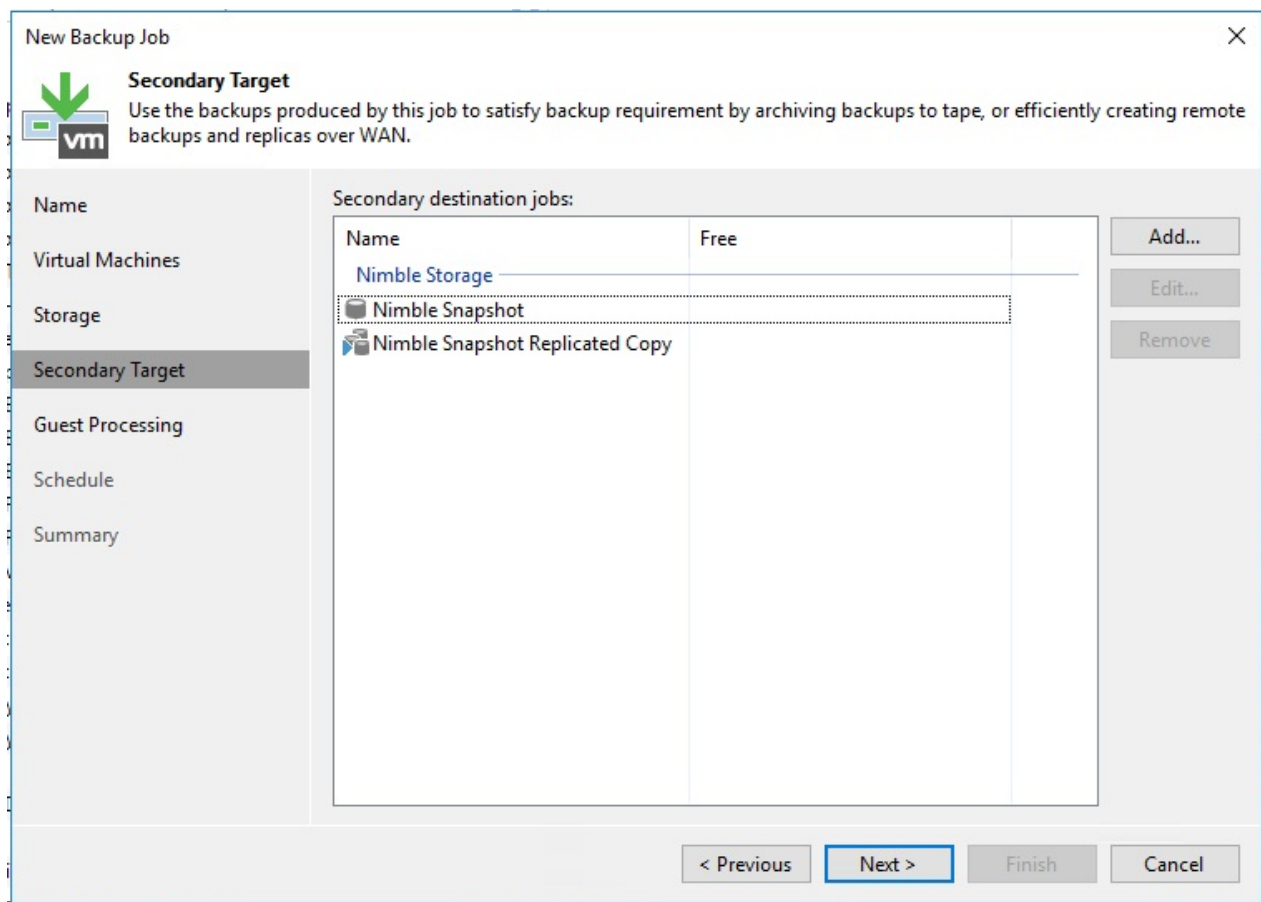 New Backup Job
Secondary Target
Use the backups produced by this job to satisfy backup requirement by archiving backups to tape, or efficiently creating remote
backups and replicas over WAN.
vm
Name
Virtual Machines
Storage
Secondary Target
Guest Processing
Schedule
Summary
Secondary destination jobs:
Name Free
Nimble Storage
Nimble Snapshot
Nimble Snapshot Replicated Copy
Add...
Edit...
Remove
< Previous Next > Finish Cancel